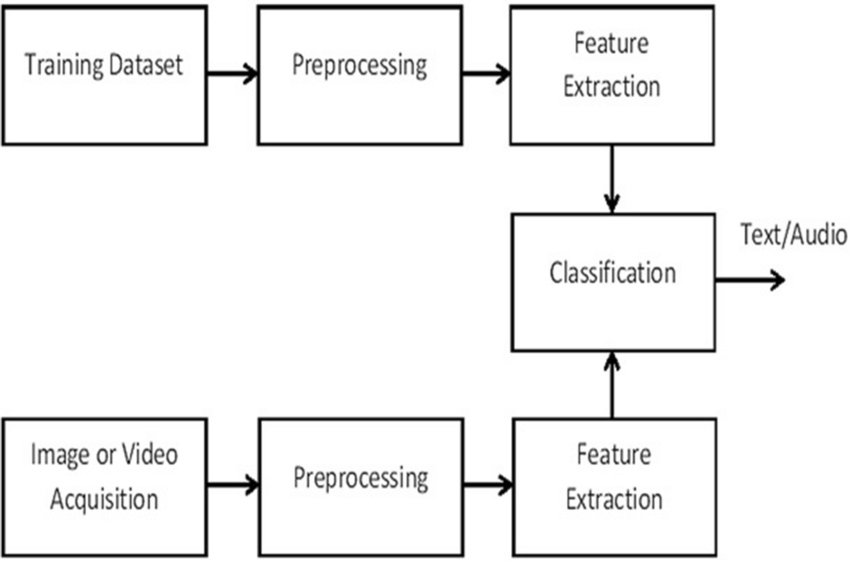 Training Dataset
Preprocessing
Feature
Extraction
Classification
Text/Audio
Image or Video
Acquisition
Preprocessing
Feature
Extraction